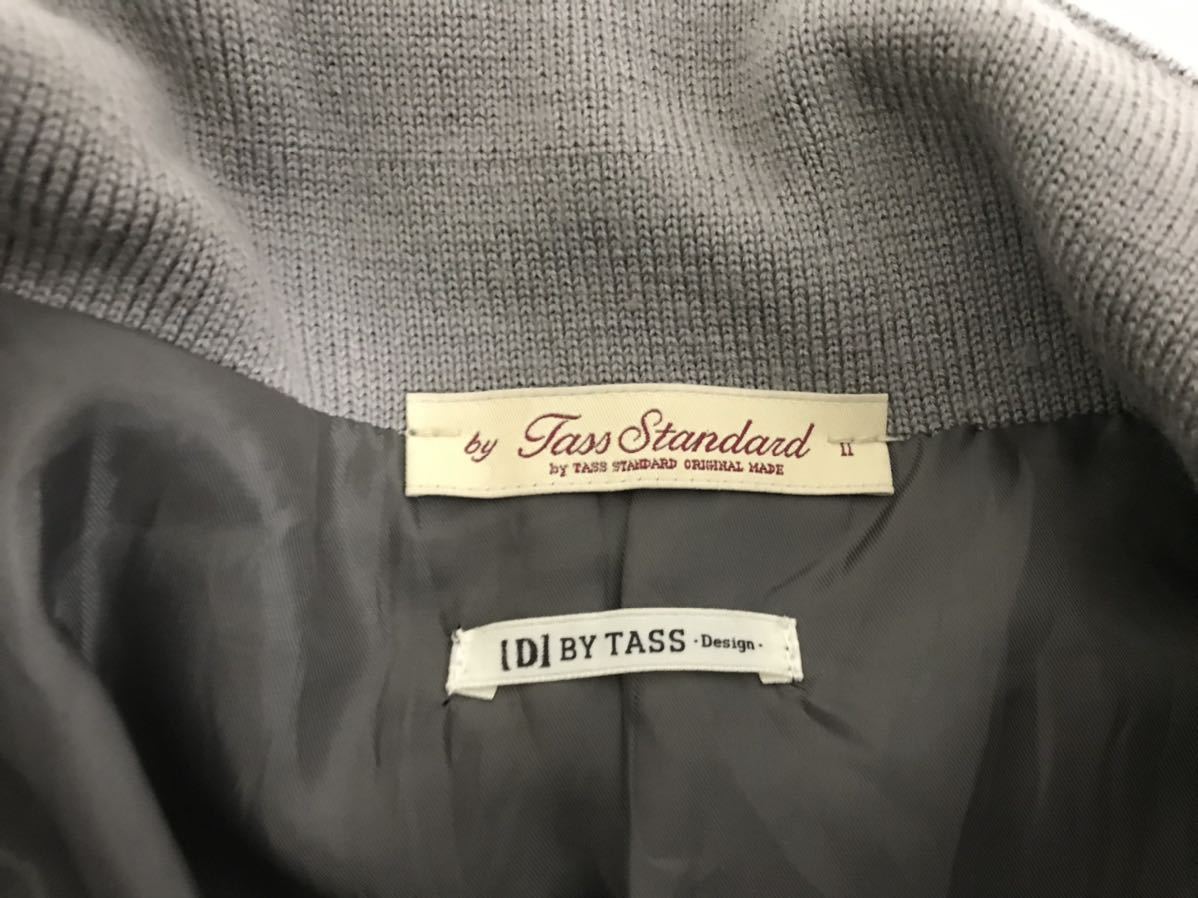 by Tass Standard II
by TASS STANDARD ORIGINAL MADE
[D] BY TASS ·Design·